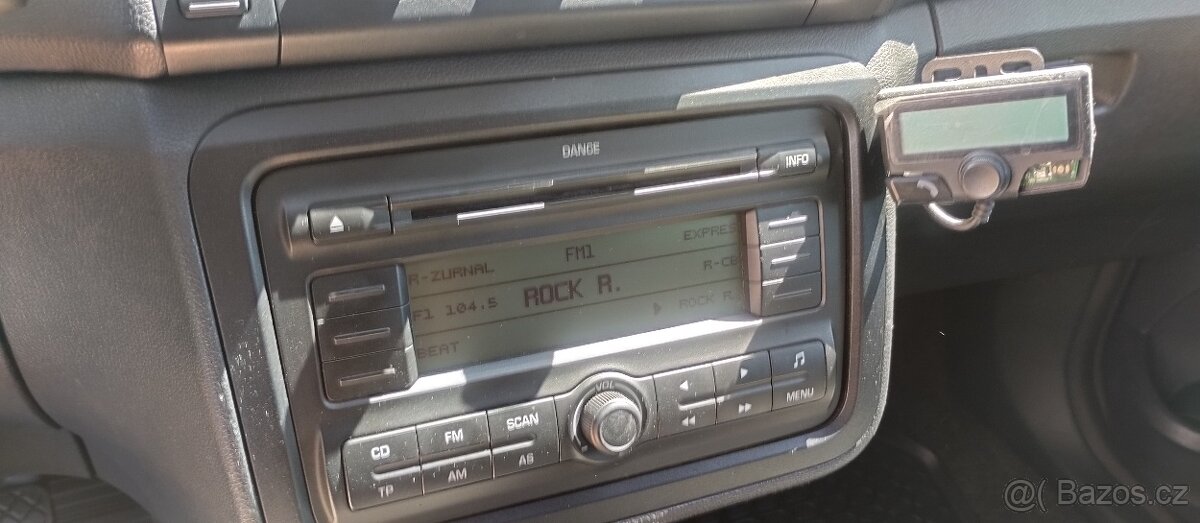 DANCE
INFO
FM1
R-ZURNAL
EXPRES
F1 104.5
ROCK R.
R-CE
BEAT
ROCK R.
VOL
CD
FM
SCAN
TP
AM
AS
MENU
@( Bazos.cz